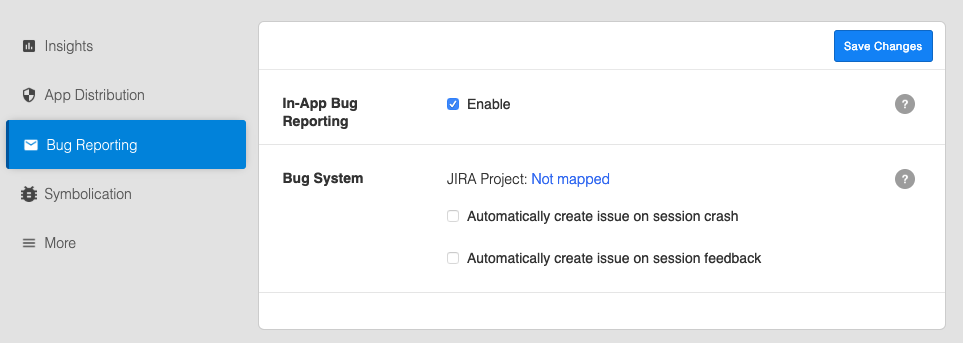 Insights
App Distribution
Bug Reporting
Symbolication
More
Save Changes
In-App Bug
Reporting
Enable
?
Bug System
JIRA Project: Not mapped
?
Automatically create issue on session crash
Automatically create issue on session feedback